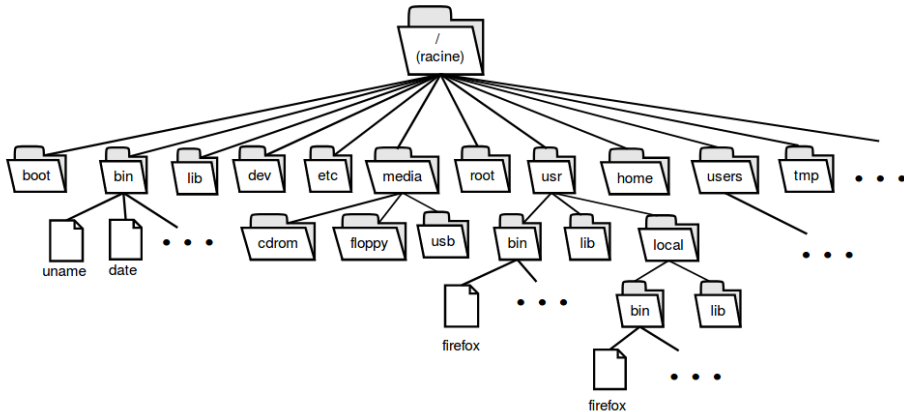 /
(racine)
boot bin lib dev etc media root usr home users tmp • • •
uname date • • • cdrom floppy usb bin lib local • • •
firefox • • • bin lib
firefox • • •